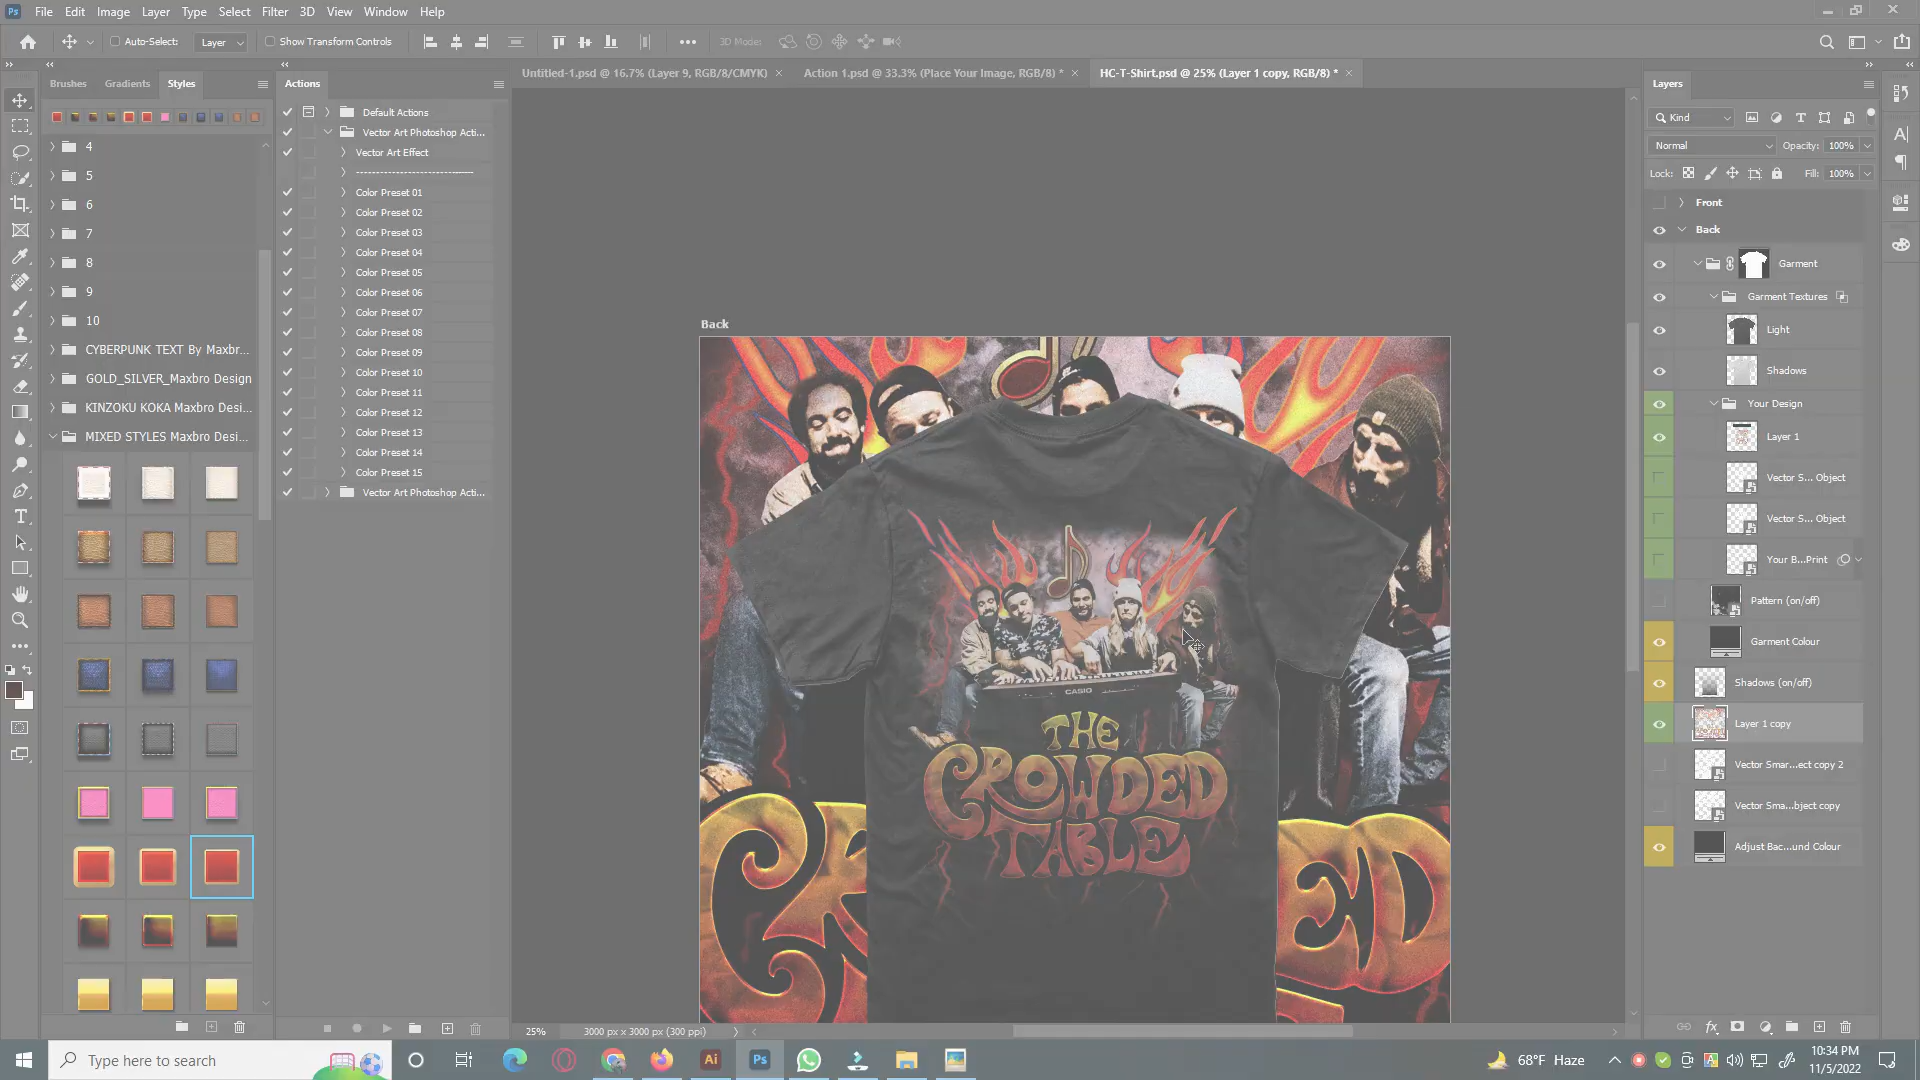 Ps File Edit Image Layer Type Select Filter 3D View Window Help
Auto-Select: Layer Show Transform Controls 3D Mode:
Brushes Gradients Styles
4
5
6
7
8
9
10
CYBERPUNK TEXT By Maxbr...
GOLD_SILVER_Maxbro Design
KINZOKU KOKA Maxbro Desi...
MIXED STYLES Maxbro Desi...
Actions
Default Actions
Vector Art Photoshop Acti...
Vector Art Effect
-----------------------------
Color Preset 01
Color Preset 02
Color Preset 03
Color Preset 04
Color Preset 05
Color Preset 06
Color Preset 07
Color Preset 08
Color Preset 09
Color Preset 10
Color Preset 11
Color Preset 12
Color Preset 13
Color Preset 14
Color Preset 15
Vector Art Photoshop Acti...
Untitled-1.psd @ 16.7% (Layer 9, RGB/8/CMYK)
Action 1.psd @ 33.3% (Place Your Image, RGB/8) *
HC-T-Shirt.psd @ 25% (Layer 1 copy, RGB/8) *
Back
CASIO
THE
CROWDED
TABLE
25% 3000 px x 3000 px (300 ppi)
Layers
Kind
Normal Opacity: 100%
Lock: Fill: 100%
Front
Back
Garment
Garment Textures
Light
Shadows
Your Design
Layer 1
Vector S... Object
Vector S... Object
Your B...Print
Pattern (on/off)
Garment Colour
Shadows (on/off)
Layer 1 copy
Vector Smar...ect copy 2
Vector Sma...bject copy
Adjust Bac...und Colour
Type here to search
Ai Ps
68°F Haze
10:34 PM
11/5/2022